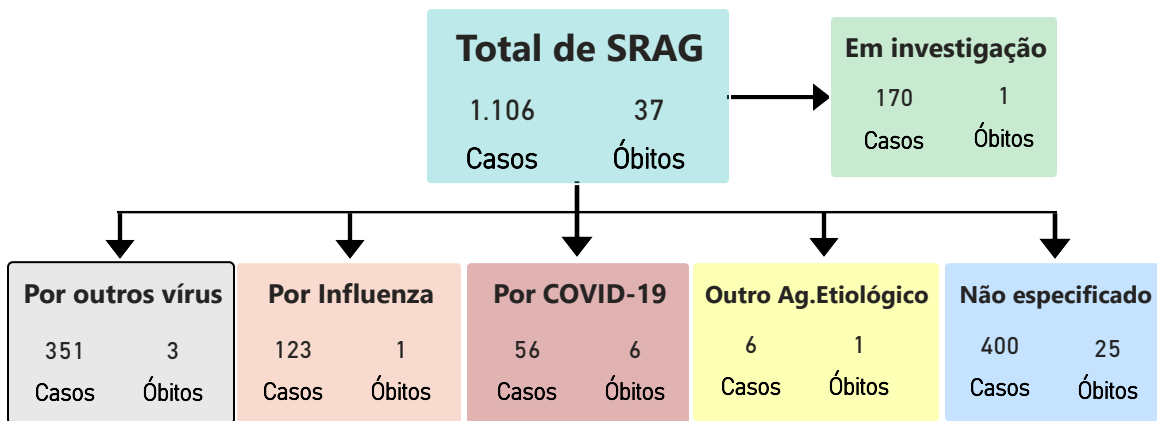 Total de SRAG
1.106 37
Casos Óbitos
Em investigação
170 1
Casos Óbitos
Por outros vírus
351 3
Casos Óbitos
Por Influenza
123 1
Casos Óbitos
Por COVID-19
56 6
Casos Óbitos
Outro Ag.Etiológico
6 1
Casos Óbitos
Não especificado
400 25
Casos Óbitos